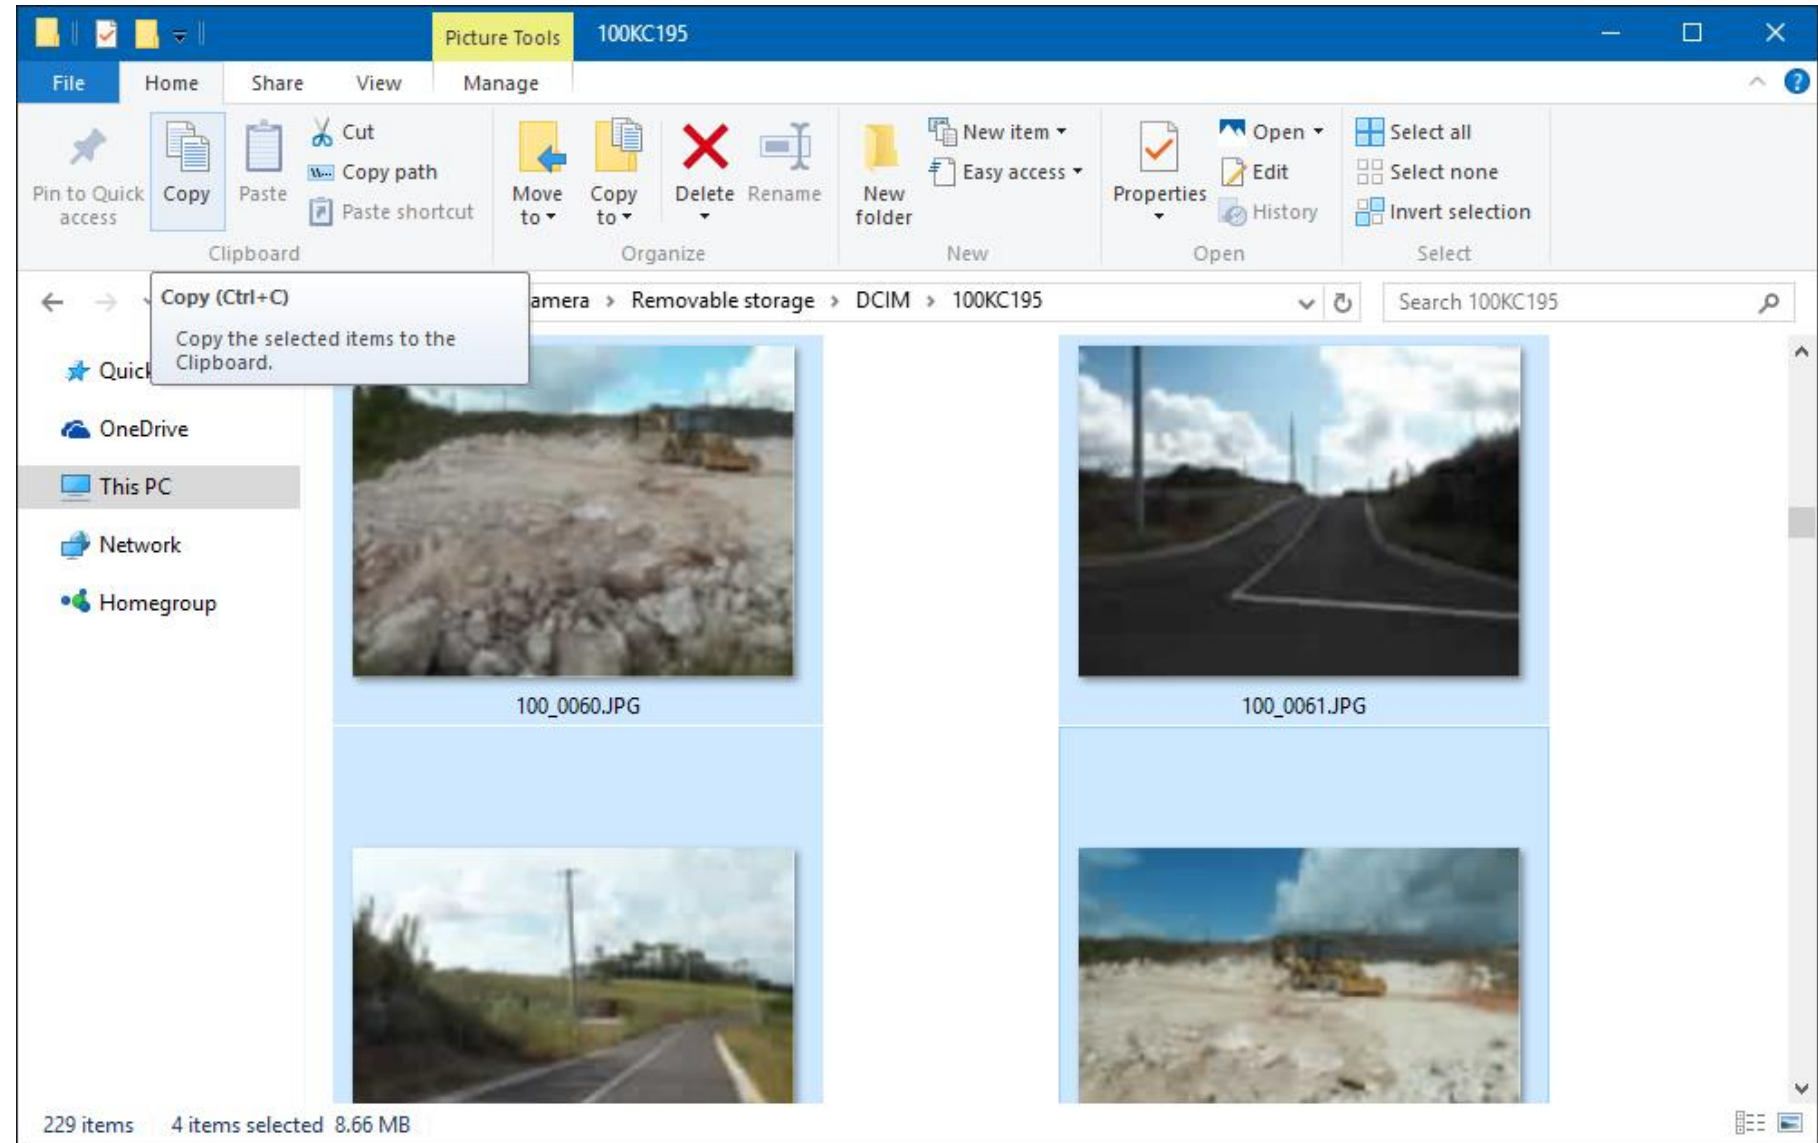 Picture Tools 100KC195
File Home Share View Manage
Pin to Quick access
Copy
Paste
Cut
Copy path
Paste shortcut
Clipboard
Move to
Copy to
Delete
Rename
Organize
New folder
New item
Easy access
New
Properties
Open
Edit
History
Open
Select all
Select none
Invert selection
Select
Copy (Ctrl+C)
Copy the selected items to the
Clipboard.
amera > Removable storage > DCIM > 100KC195
Search 100KC195
Quick
OneDrive
This PC
Network
Homegroup
100_0060.JPG
100_0061.JPG
229 items 4 items selected 8.66 MB